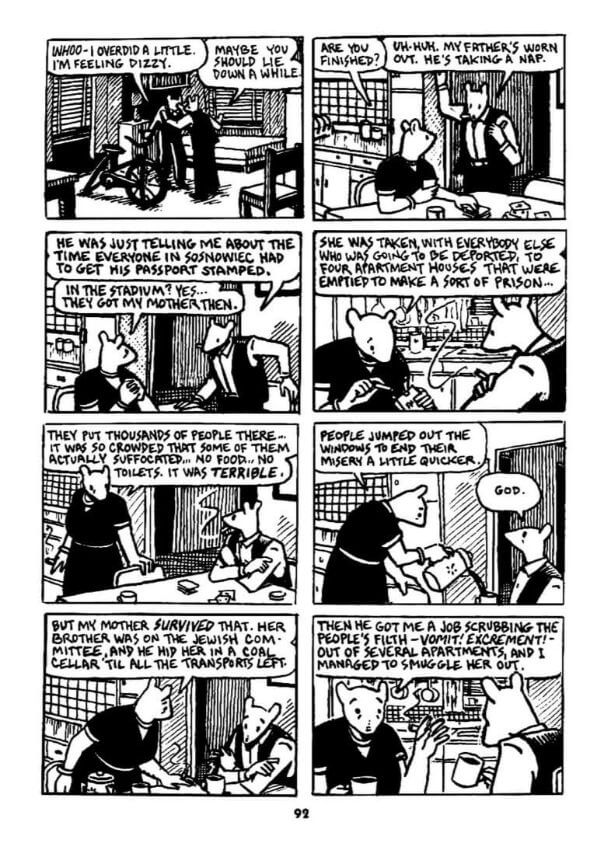 WHOO-I OVERDID A LITTLE.
I'M FEELING DIZZY.
MAYBE YOU
SHOULD LIE
DOWN A WHILE.
ARE YOU
FINISHED?
UH-HUH. MY FATHER'S WORN
OUT. HE'S TAKING A NAP.
HE WAS JUST TELLING ME ABOUT THE
TIME EVERYONE IN SOSNOWIEC HAD
TO GET HIS PASSPORT STAMPED.
IN THE STADIUM? YES...
THEY GOT MY MOTHER THEN.
SHE WAS TAKEN, WITH EVERYBODY ELSE
WHO WAS GOING TO BE DEPORTED, TO
FOUR APARTMENT HOUSES THAT WERE
EMPTIED TO MAKE A SORT OF PRISON...
THEY PUT THOUSANDS OF PEOPLE THERE...
IT WAS SO CROWDED THAT SOME OF THEM
ACTUALLY SUFFOCATED... NO FOOD... NO
TOILETS. IT WAS TERRIBLE.
PEOPLE JUMPED OUT THE
WINDOWS TO END THEIR
MISERY A LITTLE QUICKER.
GOD.
BUT MY MOTHER SURVIVED THAT. HER
BROTHER WAS ON THE JEWISH COM-
MITTEE, AND HE HID HER IN A COAL
CELLAR 'TIL ALL THE TRANSPORTS LEFT.
THEN HE GOT ME A JOB SCRUBBING THE
PEOPLE'S FILTH - VOMIT! EXCREMENT! -
OUT OF SEVERAL APARTMENTS, AND I
MANAGED TO SMUGGLE HER OUT.
92